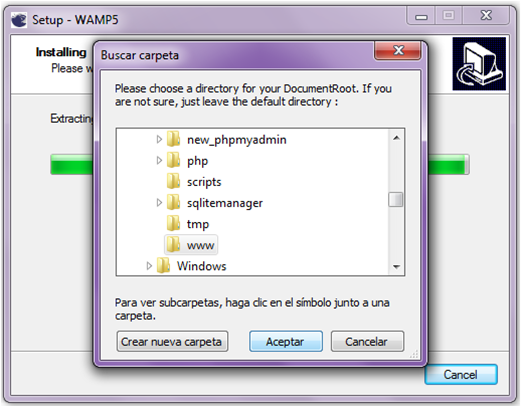 Setup - WAMP5
Installing
Please w
Extracting
Buscar carpeta
Please choose a directory for your DocumentRoot. If you
are not sure, just leave the default directory :
new_phpmyadmin
php
scripts
sqlitemanager
tmp
www
Windows
Para ver subcarpetas, haga clic en el símbolo junto a una
carpeta.
Crear nueva carpeta
Aceptar
Cancelar
Cancel